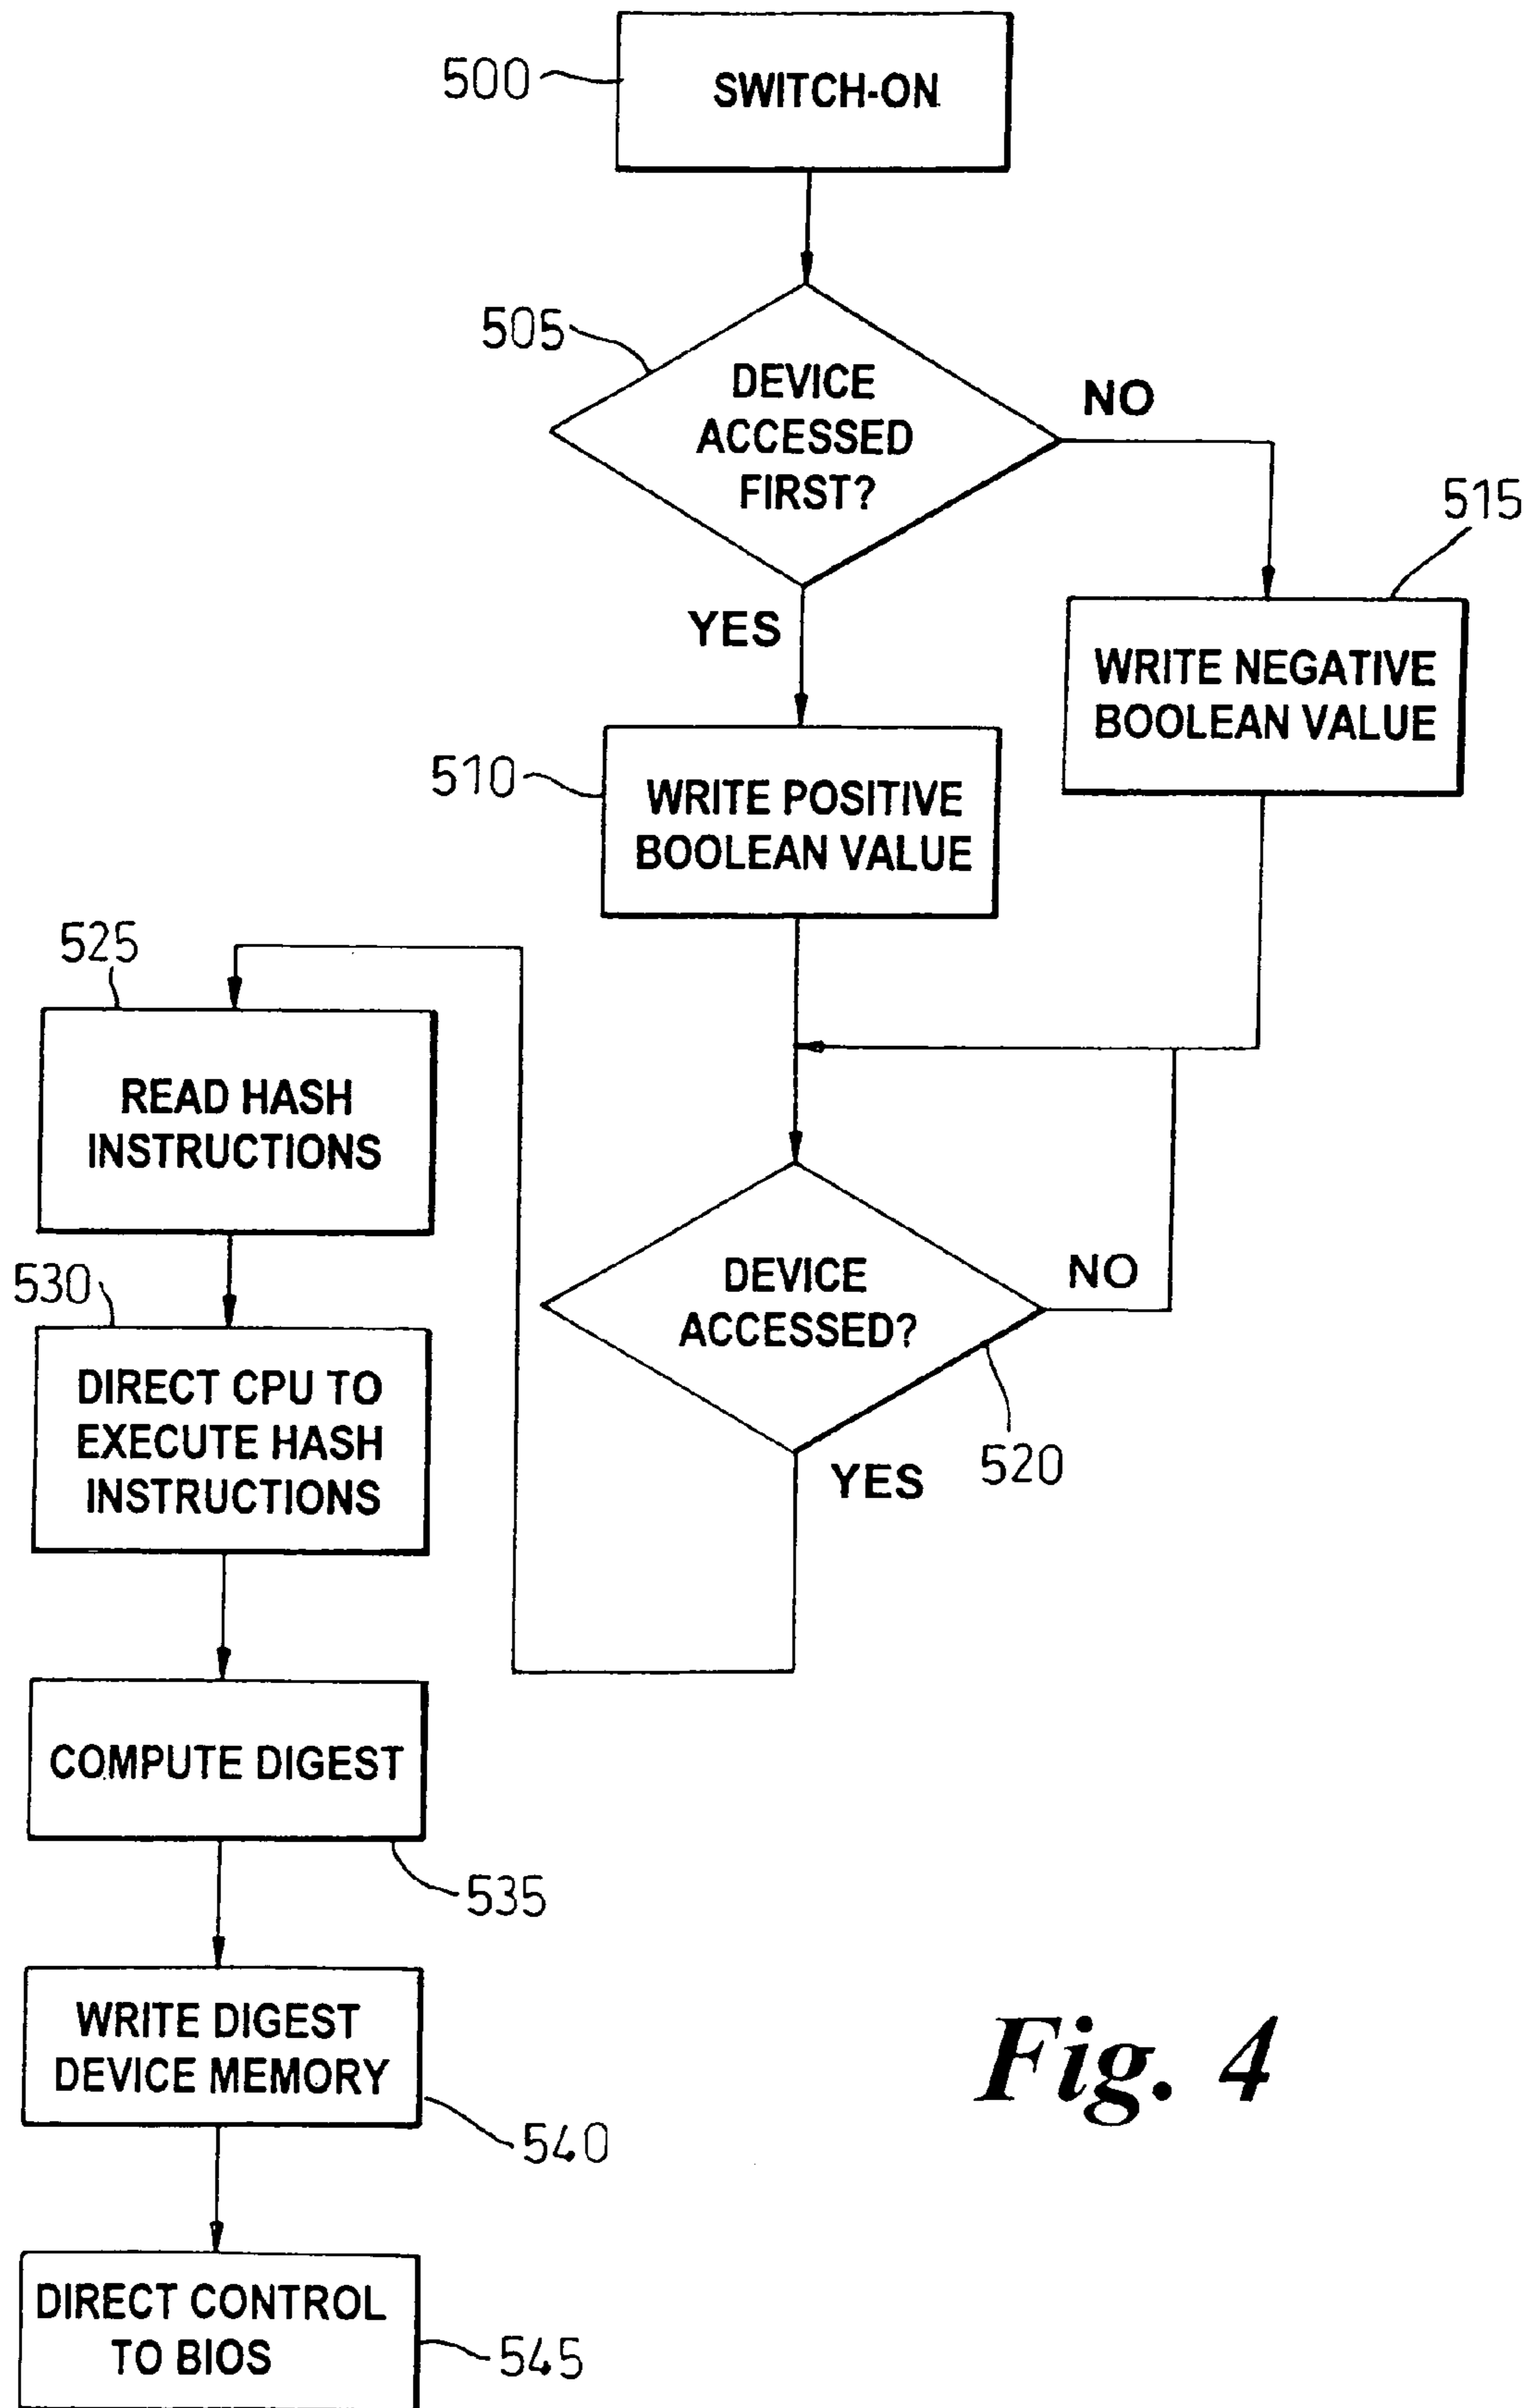 500
SWITCH-ON
505
DEVICE
ACCESSED
FIRST?
NO
515
YES
WRITE NEGATIVE
BOOLEAN VALUE
510
WRITE POSITIVE
BOOLEAN VALUE
525
READ HASH
INSTRUCTIONS
530
DEVICE
ACCESSED?
NO
520
YES
DIRECT CPU TO
EXECUTE HASH
INSTRUCTIONS
COMPUTE DIGEST
535
WRITE DIGEST
DEVICE MEMORY
540
Fig. 4
DIRECT CONTROL
TO BIOS
545